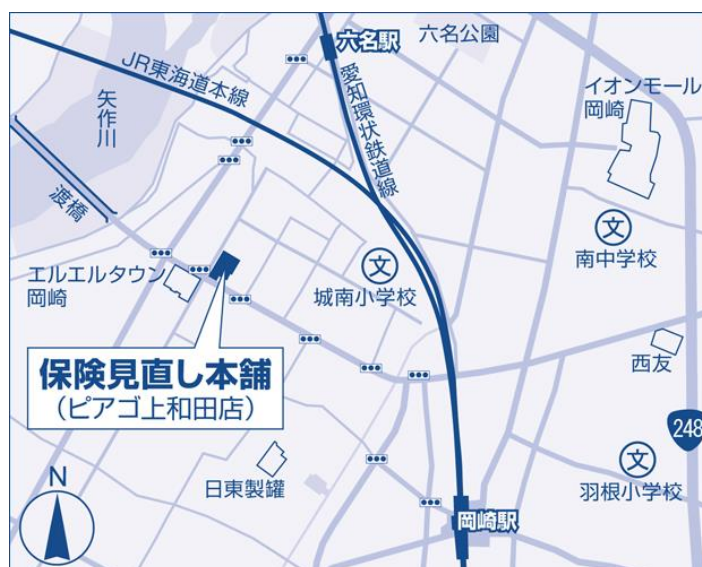 六名駅
六名公園
JR東海道本線
愛知環状鉄道線
イオンモール
岡崎
矢作川
渡橋
文
南中学校
文
城南小学校
エルエルタウン
岡崎
西友
保険見直し本舗
（ピアゴ上和田店）
248
文
羽根小学校
日東製罐
N
岡崎駅